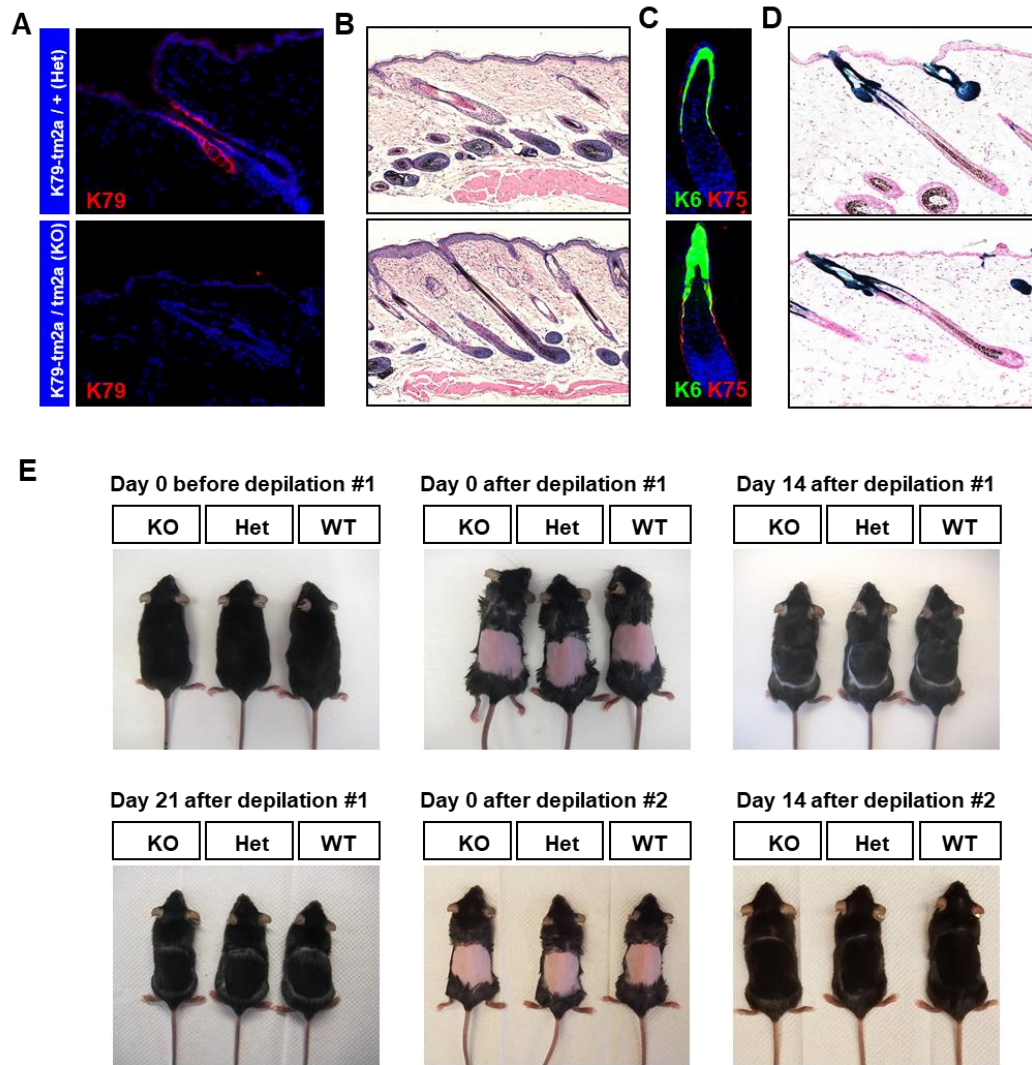 A
B
C
D
K79-tm2a / + (Het)
K79
K6 K75
K79-tm2a / tm2a (KO)
K79
K6 K75
E
Day 0 before depilation #1
Day 0 after depilation #1
Day 14 after depilation #1
KO Het WT
KO Het WT
KO Het WT
Day 21 after depilation #1
Day 0 after depilation #2
Day 14 after depilation #2
KO Het WT
KO Het WT
KO Het WT